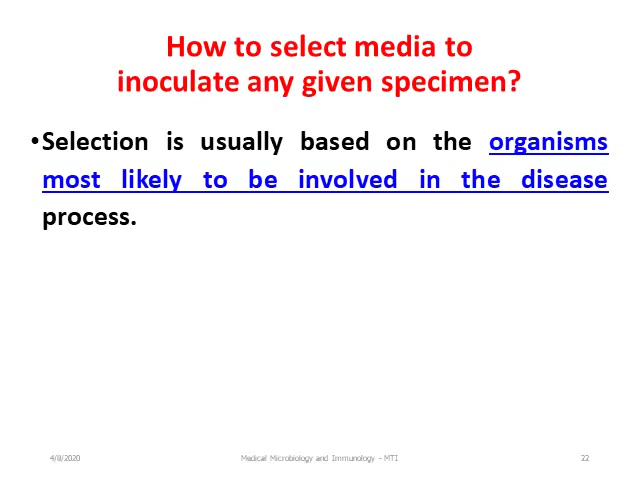 How to select media to
inoculate any given specimen?
•Selection is usually based on the organisms
most likely to be involved in the disease
process.
4/8/2020 Medical Microbiology and Immunology - MTI 22